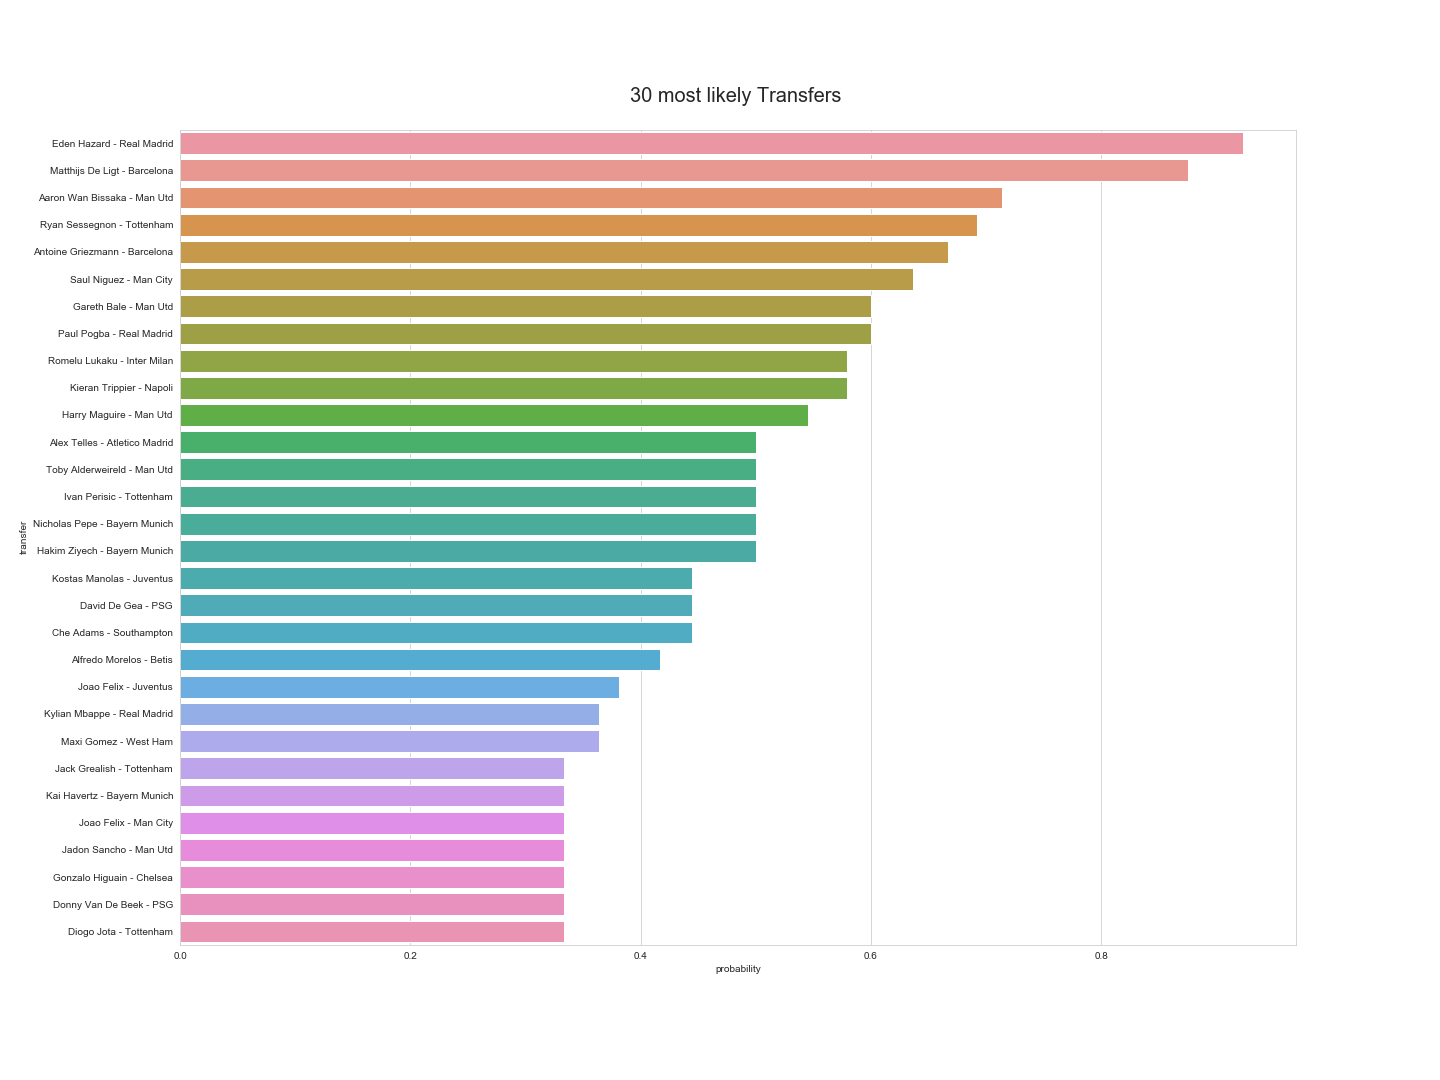 30 most likely Transfers
Eden Hazard - Real Madrid
Matthijs De Ligt - Barcelona
Aaron Wan Bissaka - Man Utd
Ryan Sessegnon - Tottenham
Antoine Griezmann - Barcelona
Saul Niguez - Man City
Gareth Bale - Man Utd
Paul Pogba - Real Madrid
Romelu Lukaku - Inter Milan
Kieran Trippier - Napoli
Harry Maguire - Man Utd
Alex Telles - Atletico Madrid
Toby Alderweireld - Man Utd
Ivan Perisic - Tottenham
Nicholas Pepe - Bayern Munich
Hakim Ziyech - Bayern Munich
Kostas Manolas - Juventus
David De Gea - PSG
Che Adams - Southampton
Alfredo Morelos - Betis
Joao Felix - Juventus
Kylian Mbappe - Real Madrid
Maxi Gomez - West Ham
Jack Grealish - Tottenham
Kai Havertz - Bayern Munich
Joao Felix - Man City
Jadon Sancho - Man Utd
Gonzalo Higuain - Chelsea
Donny Van De Beek - PSG
Diogo Jota - Tottenham
transfer
0.0 0.2 0.4 0.6 0.8
probability